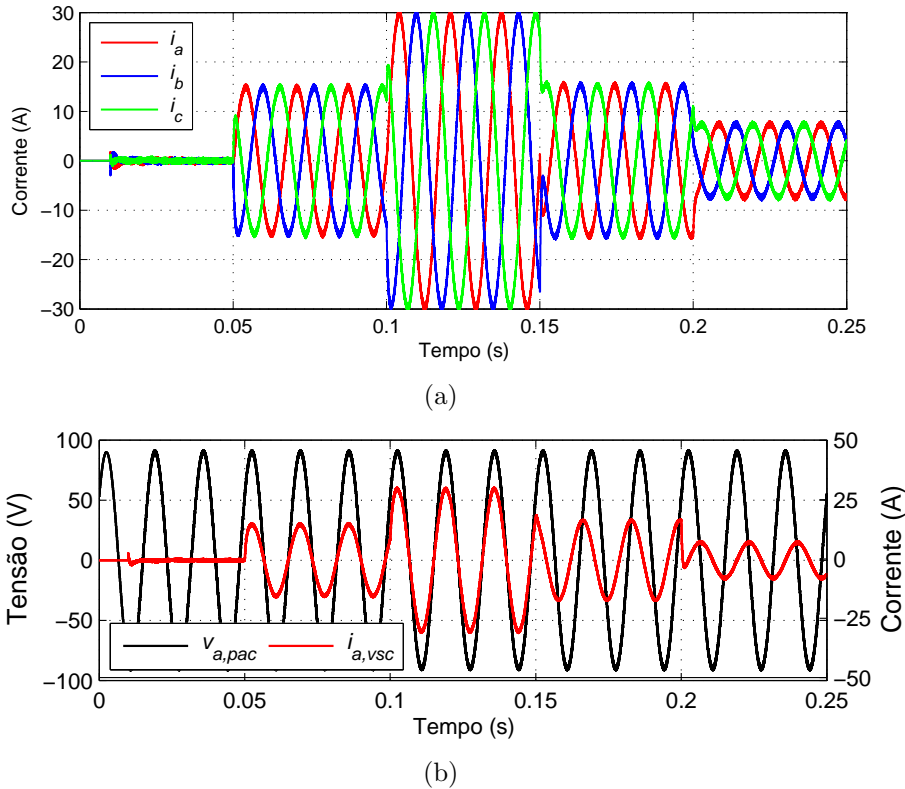 30
20
10
0
−10
−20
−30
Corrente (A)
i_a
i_b
i_c
0 0.05 0.1 0.15 0.2 0.25
Tempo (s)
(a)
100
50
0
−50
−100
Tensão (V)
50
25
0
−25
−50
Corrente (A)
v_a,pac i_a,vsc
0 0.05 0.1 0.15 0.2 0.25
Tempo (s)
(b)